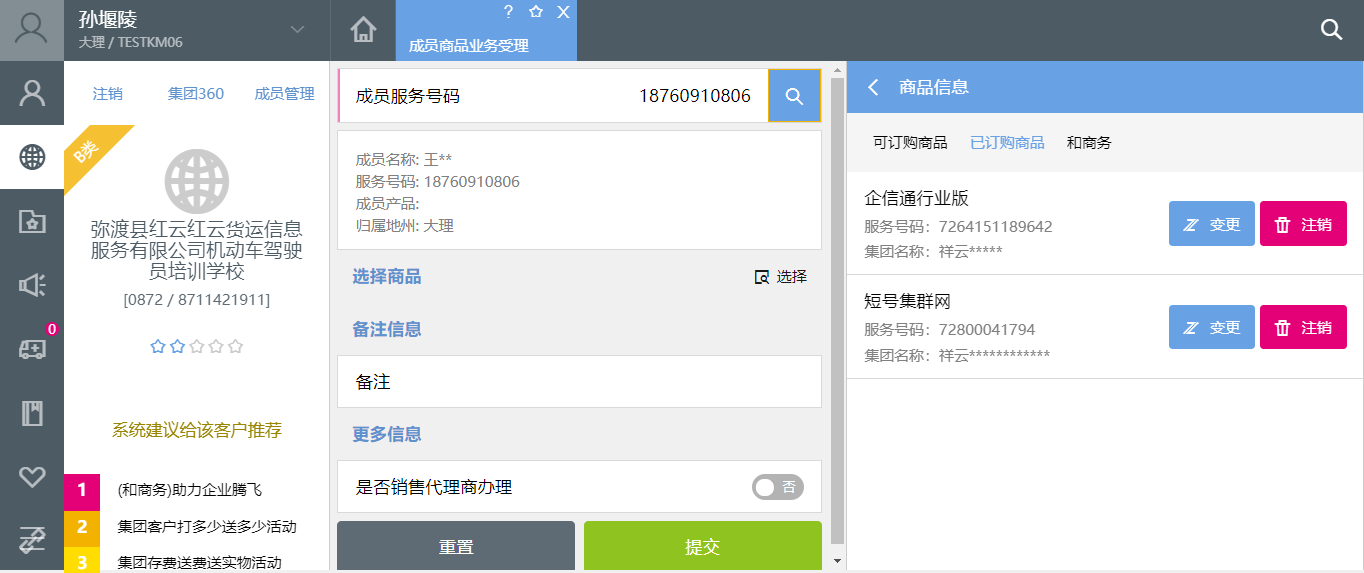 孙堰陵
大理 / TESTKM06
? X
成员商品业务受理
注销 集团360 成员管理
B类
弥渡县红云红云货运信息
服务有限公司机动车驾驶
员培训学校
[0872 / 8711421911]
0
系统建议给该客户推荐
1 (和商务)助力企业腾飞
2 集团客户打多少送多少活动
3 集团存费送费送实物活动
成员服务号码 18760910806
成员名称: 王**
服务号码: 18760910806
成员产品:
归属地州: 大理
选择商品 选择
备注信息
备注
更多信息
是否销售代理商办理 否
重置 提交
商品信息
可订购商品 已订购商品 和商务
企信通行业版
服务号码：7264151189642
集团名称：祥云*****
变更 注销
短号集群网
服务号码：72800041794
集团名称：祥云************
变更 注销